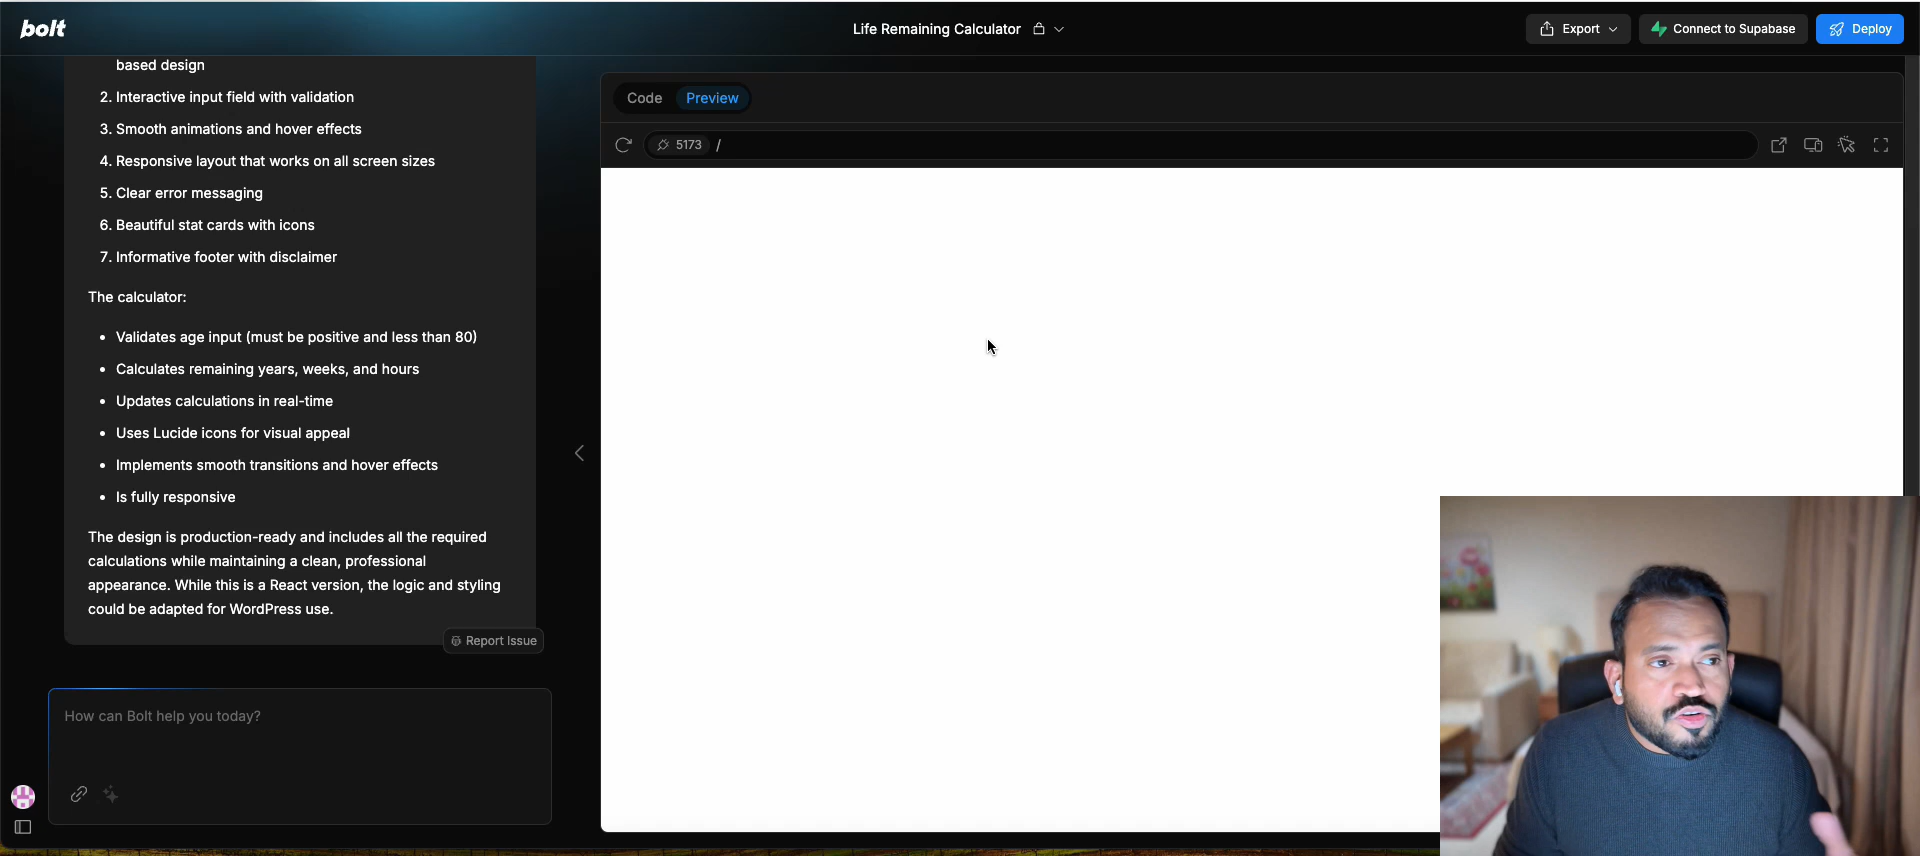 bolt
Life Remaining Calculator
Export
Connect to Supabase
Deploy
based design
2. Interactive input field with validation
3. Smooth animations and hover effects
4. Responsive layout that works on all screen sizes
5. Clear error messaging
6. Beautiful stat cards with icons
7. Informative footer with disclaimer
The calculator:
• Validates age input (must be positive and less than 80)
• Calculates remaining years, weeks, and hours
• Updates calculations in real-time
• Uses Lucide icons for visual appeal
• Implements smooth transitions and hover effects
• Is fully responsive
The design is production-ready and includes all the required
calculations while maintaining a clean, professional
appearance. While this is a React version, the logic and styling
could be adapted for WordPress use.
Report Issue
How can Bolt help you today?
Code
Preview
5173 /